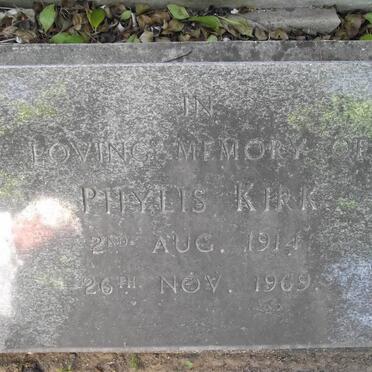 IN
LOVING MEMORY OF
PHYLIS KIRK
2ND AUG. 1914
26TH NOV. 1969.